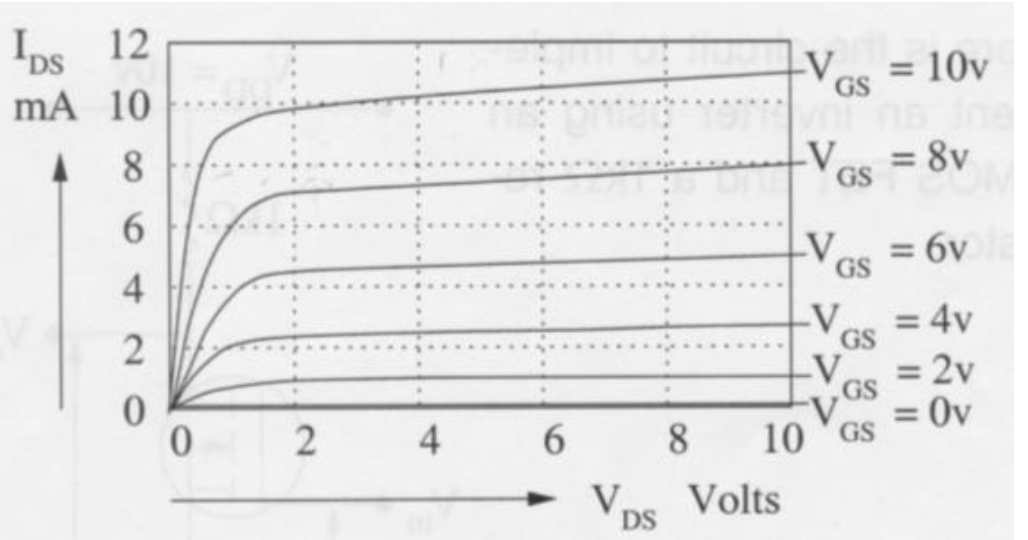 I_DS
mA
12
10
8
6
4
2
0
0 2 4 6 8 10
V_DS Volts
V_GS = 10v
V_GS = 8v
V_GS = 6v
V_GS = 4v
V_GS = 2v
V_GS = 0v